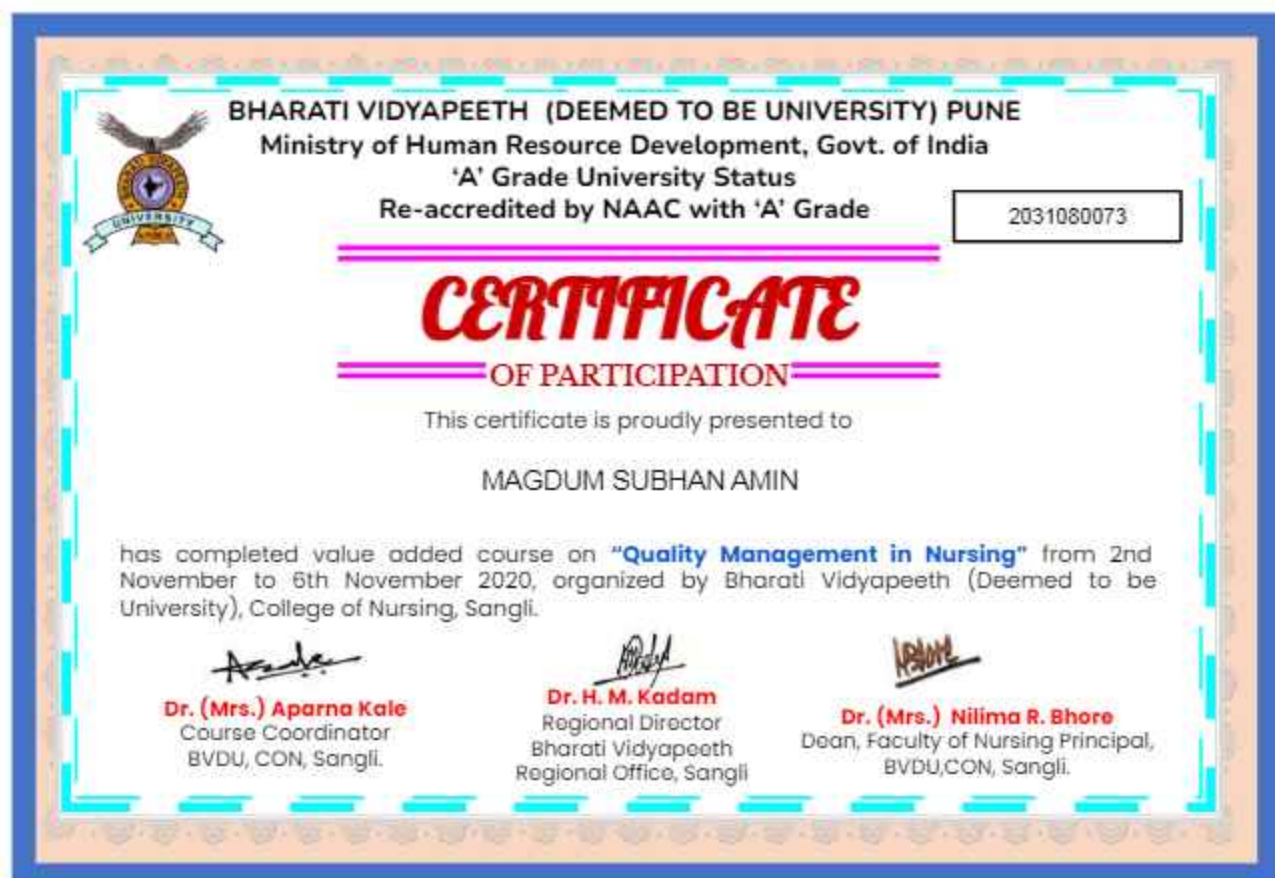 BHARATI VIDYAPEETH (DEEMED TO BE UNIVERSITY) PUNE
Ministry of Human Resource Development, Govt. of India
‘A’ Grade University Status
Re-accredited by NAAC with ‘A’ Grade
2031080073
CERTIFICATE
OF PARTICIPATION
This certificate is proudly presented to
MAGDUM SUBHAN AMIN
has completed value added course on “Quality Management in Nursing” from 2nd
November to 6th November 2020, organized by Bharati Vidyapeeth (Deemed to be
University), College of Nursing, Sangli.
Dr. (Mrs.) Aparna Kale
Course Coordinator
BVDU, CON, Sangli.
Dr. H. M. Kadam
Regional Director
Bharati Vidyapeeth
Regional Office, Sangli
Dr. (Mrs.) Nilima R. Bhore
Dean, Faculty of Nursing Principal,
BVDU,CON, Sangli.
BHARATI VIDYAPEETH
UNIVERSITY